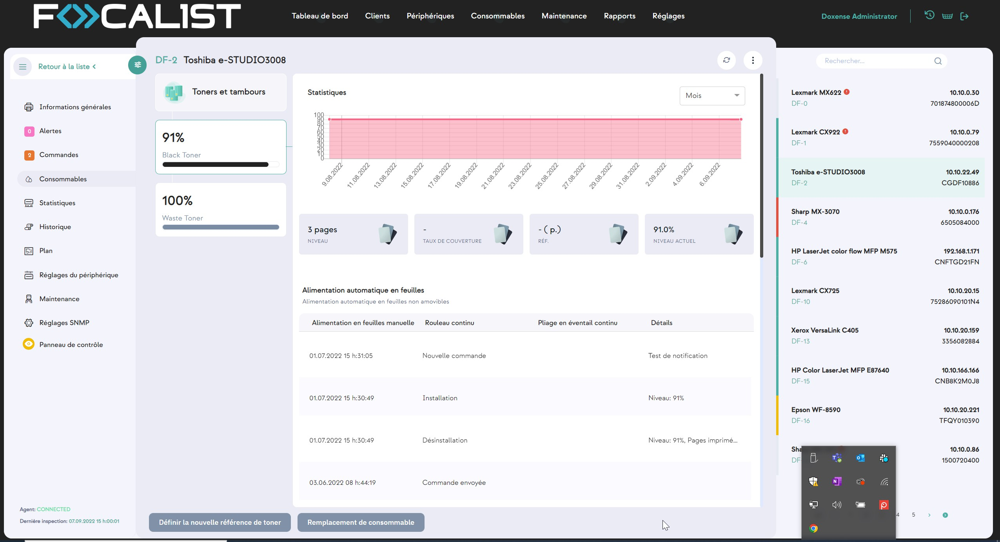 FOCALIST
Tableau de bord
Clients
Périphériques
Consommables
Maintenance
Rapports
Réglages
Doxense Administrator
Retour à la liste
Informations générales
0
Alertes
2
Commandes
Consommables
Statistiques
Historique
Plan
Réglages du périphérique
Maintenance
Réglages SNMP
Panneau de contrôle
Agent: CONNECTED
Dernière inspection: 07.09.2022 15 h:00:01
DF-2 Toshiba e-STUDIO3008
Toners et tambours
91%
Black Toner
100%
Waste Toner
Statistiques
Mois
100
90
80
70
60
50
40
30
20
10
0
9.08.2022
11.08.2022
13.08.2022
15.08.2022
17.08.2022
19.08.2022
21.08.2022
23.08.2022
25.08.2022
27.08.2022
29.08.2022
31.08.2022
2.09.2022
4.09.2022
6.09.2022
3 pages
NIVEAU
-
TAUX DE COUVERTURE
- ( p.)
RÉF.
91.0%
NIVEAU ACTUEL
Alimentation automatique en feuilles
Alimentation automatique en feuilles non amovibles
Alimentation en feuilles manuelle
Rouleau continu
Pliage en éventail continu
Détails
01.07.2022 15 h:31:05
Nouvelle commande
Test de notification
01.07.2022 15 h:30:49
Installation
Niveau: 91%
01.07.2022 15 h:30:49
Désinstallation
Niveau: 91%, Pages imprimé...
03.06.2022 08 h:44:19
Commande envoyée
Définir la nouvelle référence de toner
Remplacement de consommable
Rechercher...
Lexmark MX622
10.10.0.30
DF-0
701874800006D
Lexmark CX922
10.10.0.79
DF-1
7559040000208
Toshiba e-STUDIO3008
10.10.22.49
DF-2
CGDF10886
Sharp MX-3070
10.10.0.176
DF-4
6505084000
HP LaserJet color flow MFP M575
192.168.1.171
DF-6
CNFTGD21FN
Lexmark CX725
10.10.20.15
DF-10
75286090101N4
Xerox VersaLink C405
10.10.20.159
DF-13
3356082884
HP Color LaserJet MFP E87640
10.10.166.166
DF-15
CNB8K2M0J8
Epson WF-8590
10.10.20.221
DF-16
TFQY010390
Sha
10.10.0.86
DF-
1500720400
4
5